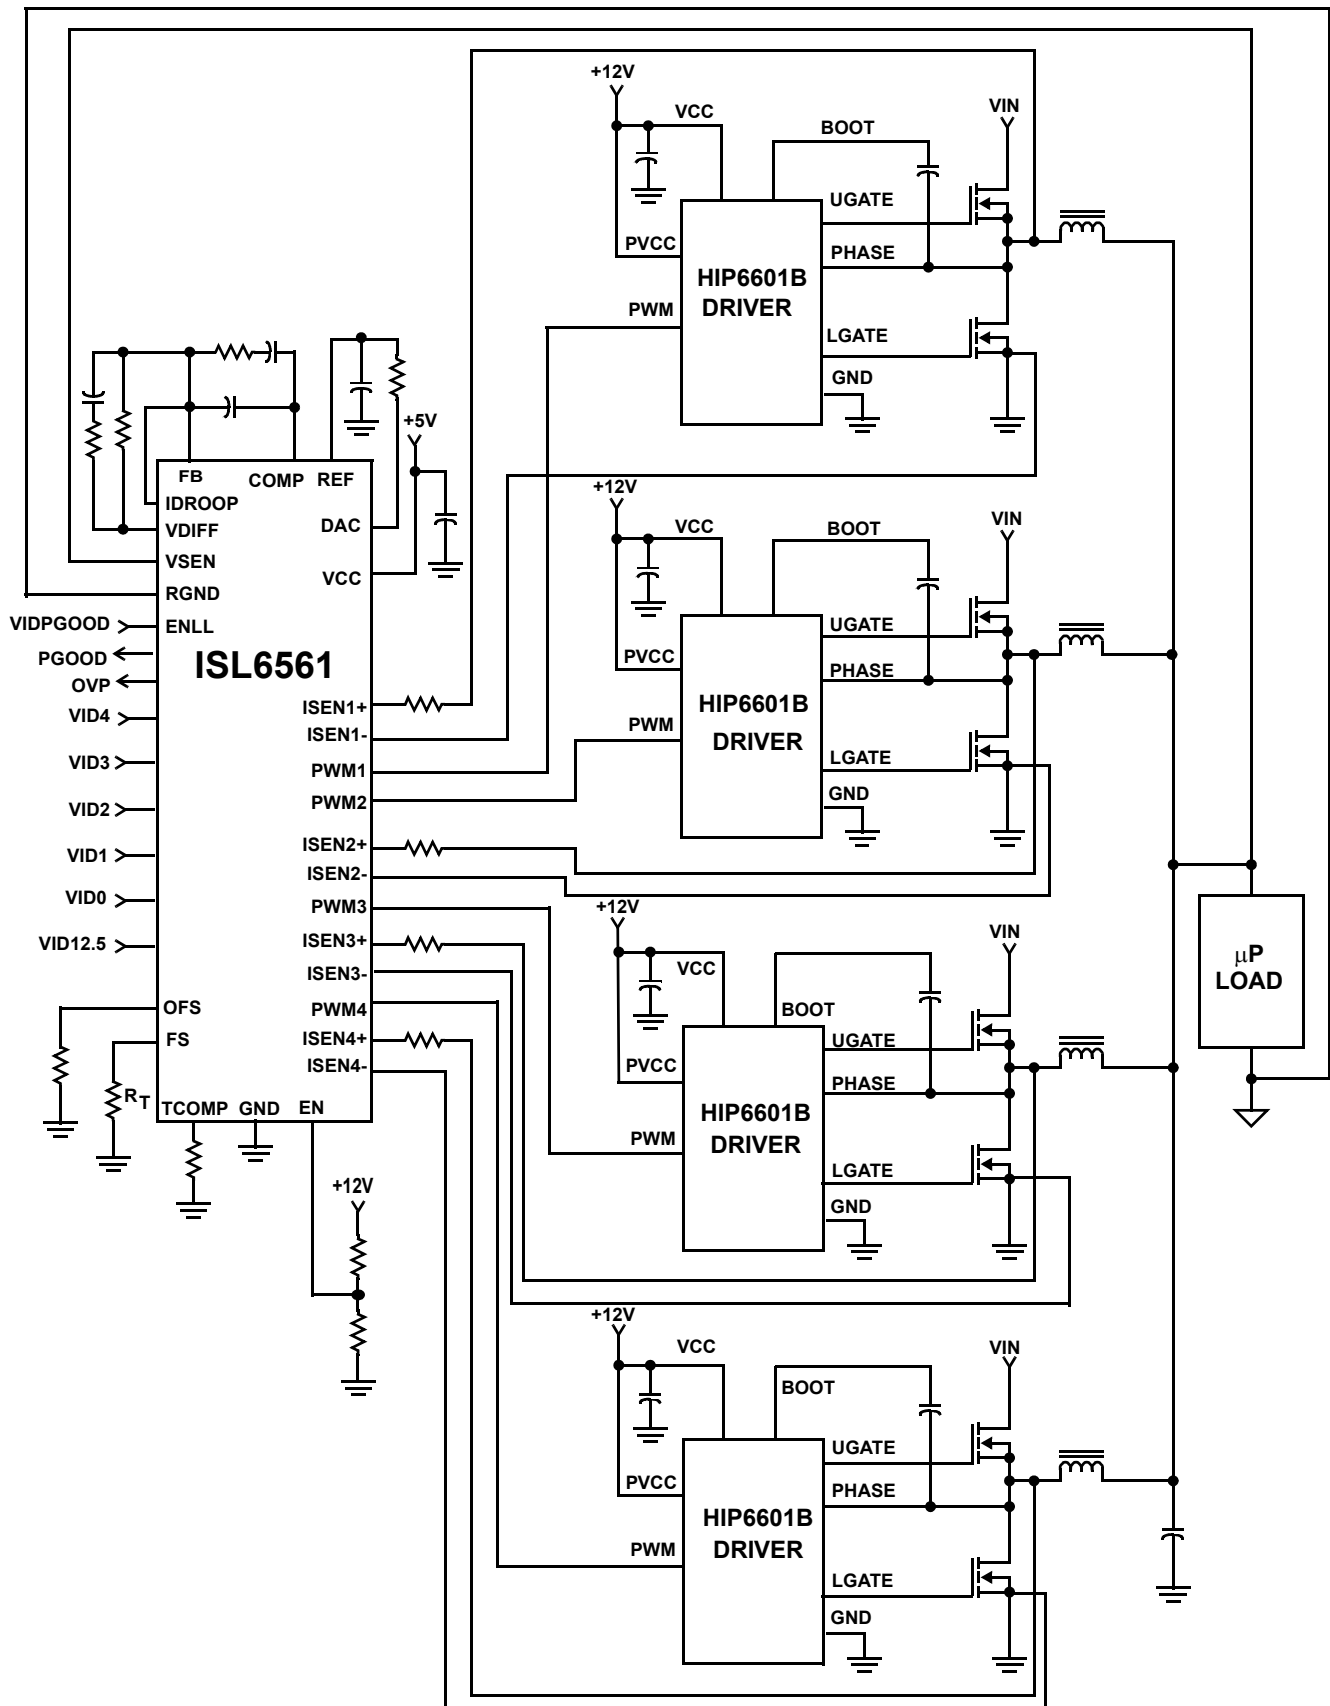 +12V
VCC
VIN
BOOT
UGATE
PVCC
PHASE
HIP6601B
DRIVER
PWM
LGATE
GND
+5V
FB
COMP
REF
IDROOP
VDIFF
DAC
VSEN
VCC
RGND
VIDPGOOD
ENLL
PGOOD
ISL6561
OVP
VID4
VID3
VID2
VID1
VID0
VID12.5
ISEN1+
ISEN1-
PWM1
PWM2
ISEN2+
ISEN2-
PWM3
ISEN3+
ISEN3-
PWM4
ISEN4+
ISEN4-
OFS
FS
RT
TCOMP
GND
EN
+12V
+12V
VCC
VIN
BOOT
UGATE
PVCC
PHASE
HIP6601B
DRIVER
PWM
LGATE
GND
+12V
VCC
VIN
BOOT
UGATE
PVCC
PHASE
HIP6601B
DRIVER
PWM
LGATE
GND
µP
LOAD
+12V
VCC
VIN
BOOT
UGATE
PVCC
PHASE
HIP6601B
DRIVER
PWM
LGATE
GND